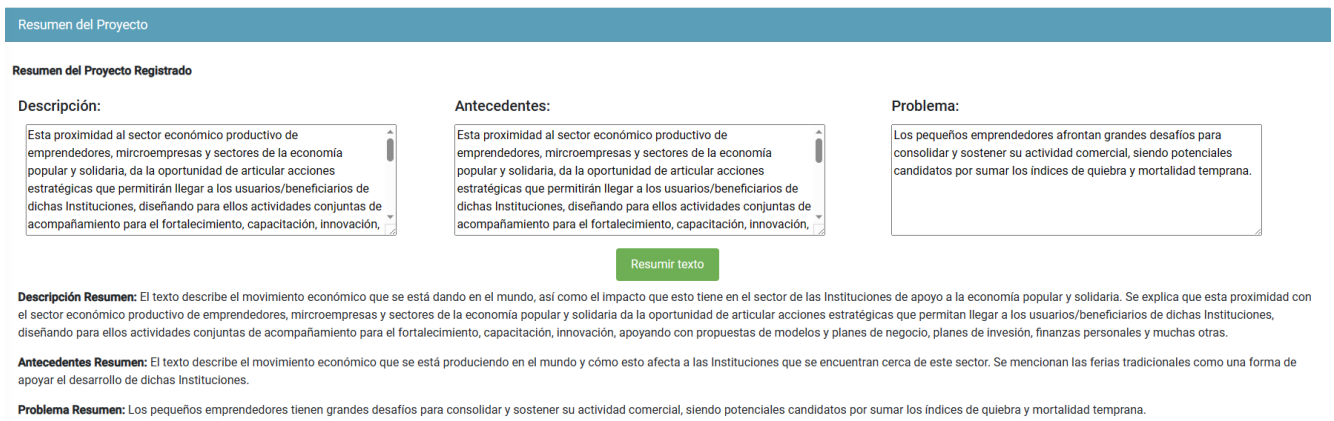 Resumen del Proyecto
Resumen del Proyecto Registrado
Descripción:
Esta proximidad al sector económico productivo de
emprendedores, mircroempresas y sectores de la economía
popular y solidaria, da la oportunidad de articular acciones
estratégicas que permitirán llegar a los usuarios/beneficiarios de
dichas Instituciones, diseñando para ellos actividades conjuntas de
acompañamiento para el fortalecimiento, capacitación, innovación,
Antecedentes:
Esta proximidad al sector económico productivo de
emprendedores, mircroempresas y sectores de la economía
popular y solidaria, da la oportunidad de articular acciones
estratégicas que permitirán llegar a los usuarios/beneficiarios de
dichas Instituciones, diseñando para ellos actividades conjuntas de
acompañamiento para el fortalecimiento, capacitación, innovación,
Problema:
Los pequeños emprendedores afrontan grandes desafíos para
consolidar y sostener su actividad comercial, siendo potenciales
candidatos por sumar los índices de quiebra y mortalidad temprana.
Resumir texto
Descripción Resumen: El texto describe el movimiento económico que se está dando en el mundo, así como el impacto que esto tiene en el sector de las Instituciones de apoyo a la economía popular y solidaria. Se explica que esta proximidad con
el sector económico productivo de emprendedores, mircroempresas y sectores de la economía popular y solidaria da la oportunidad de articular acciones estratégicas que permitan llegar a los usuarios/beneficiarios de dichas Instituciones,
diseñando para ellos actividades conjuntas de acompañamiento para el fortalecimiento, capacitación, innovación, apoyando con propuestas de modelos y planes de negocio, planes de invesión, finanzas personales y muchas otras.
Antecedentes Resumen: El texto describe el movimiento económico que se está produciendo en el mundo y cómo esto afecta a las Instituciones que se encuentran cerca de este sector. Se mencionan las ferias tradicionales como una forma de
apoyar el desarrollo de dichas Instituciones.
Problema Resumen: Los pequeños emprendedores tienen grandes desafíos para consolidar y sostener su actividad comercial, siendo potenciales candidatos por sumar los índices de quiebra y mortalidad temprana.